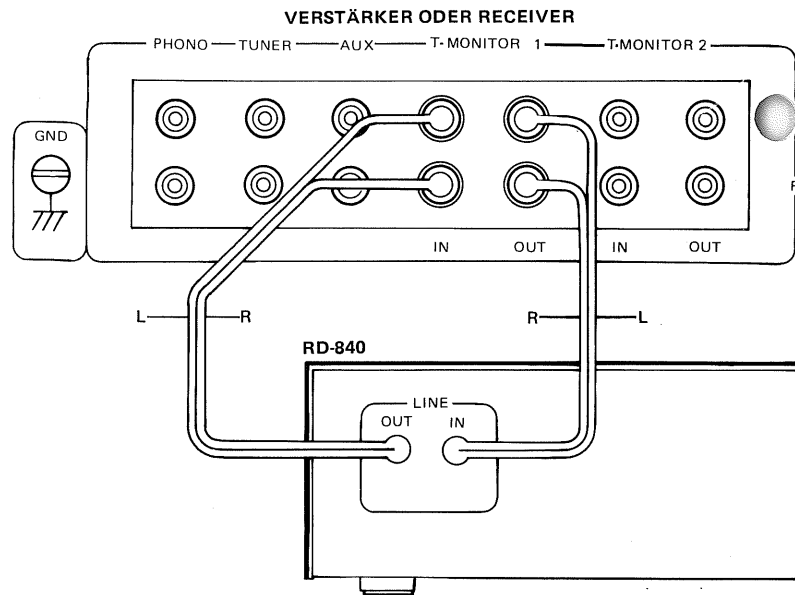 VERSTÄRKER ODER RECEIVER
PHONO TUNER AUX T-MONITOR 1 T-MONITOR 2
GND
IN OUT IN OUT
L R R L
RD-840
LINE
OUT IN